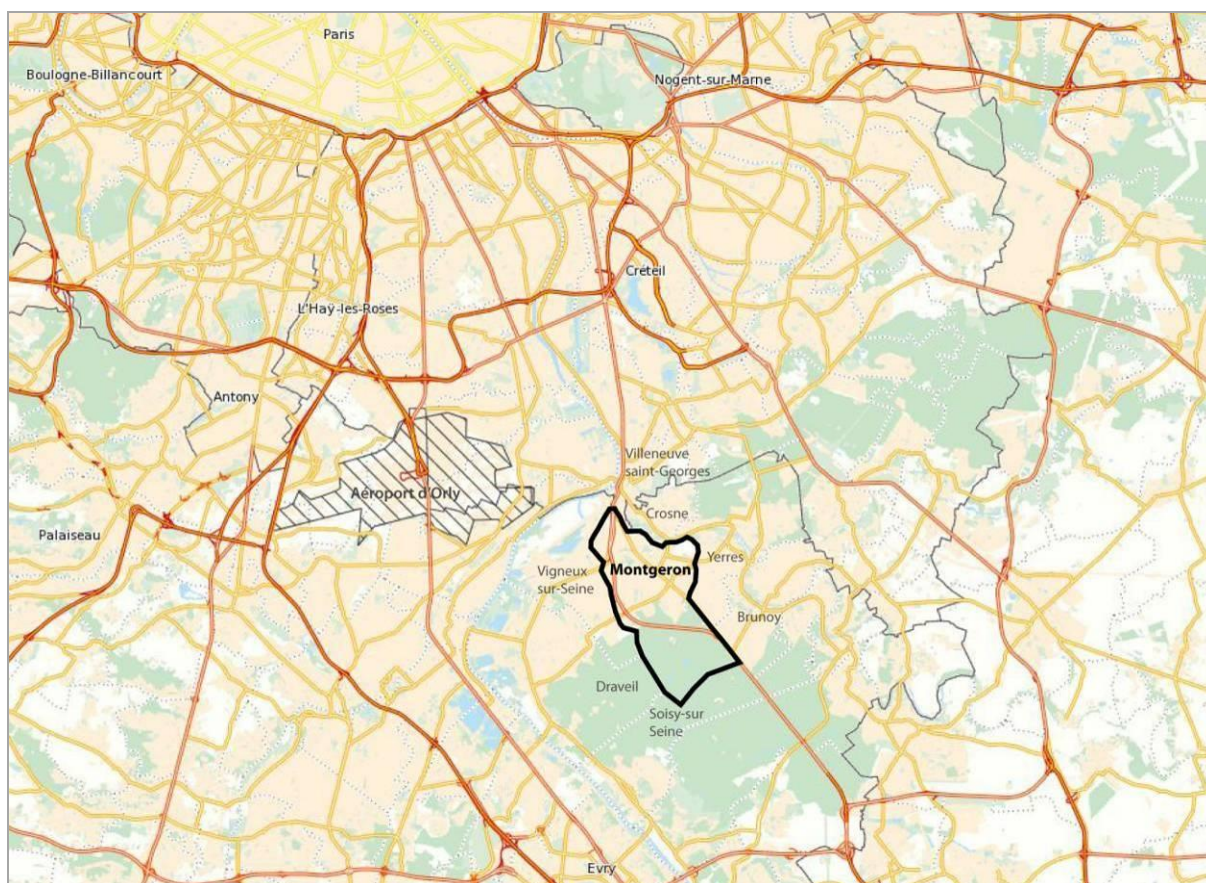 Paris
Boulogne-Billancourt
Nogent-sur-Marne
Créteil
L'Haÿ-les-Roses
Antony
Villeneuve
saint-Georges
Aéroport d'Orly
Crosne
Palaiseau
Yerres
Vigneux
sur-Seine
Montgeron
Brunoy
Draveil
Soisy-sur
Seine
Evry